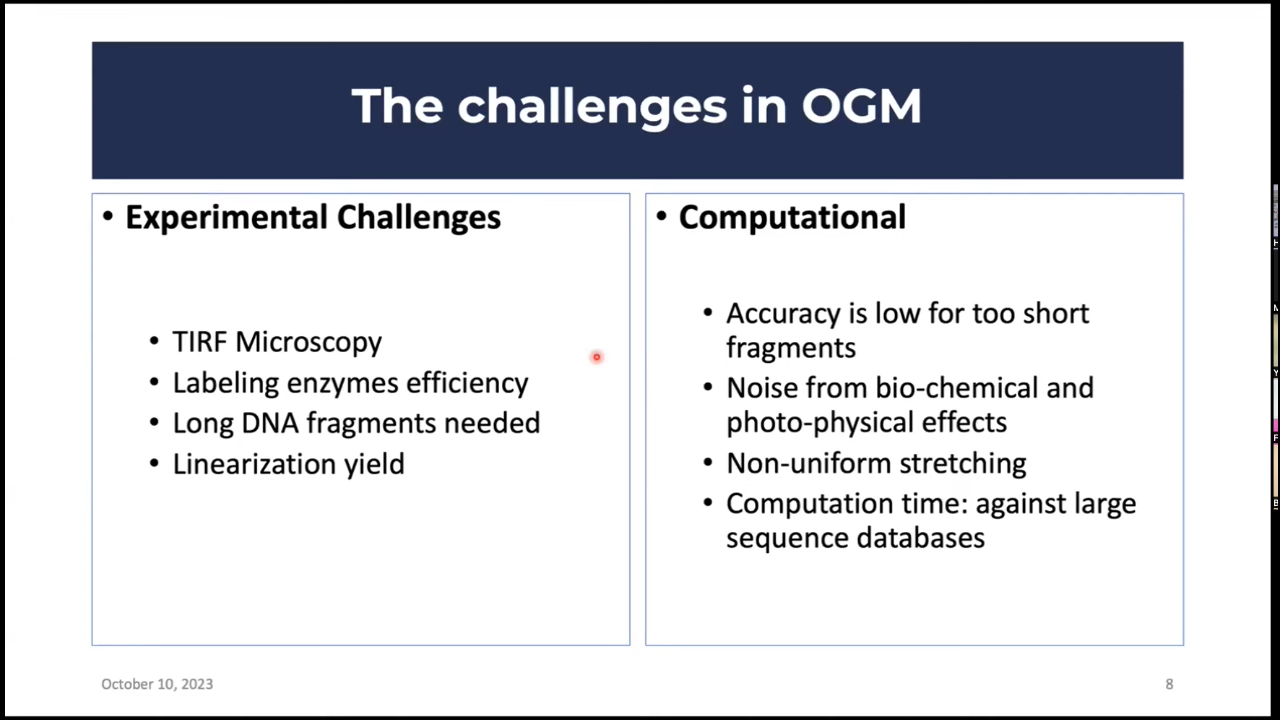 The challenges in OGM
• Experimental Challenges
• TIRF Microscopy
• Labeling enzymes efficiency
• Long DNA fragments needed
• Linearization yield
• Computational
• Accuracy is low for too short
fragments
• Noise from bio-chemical and
photo-physical effects
• Non-uniform stretching
• Computation time: against large
sequence databases
October 10, 2023
8